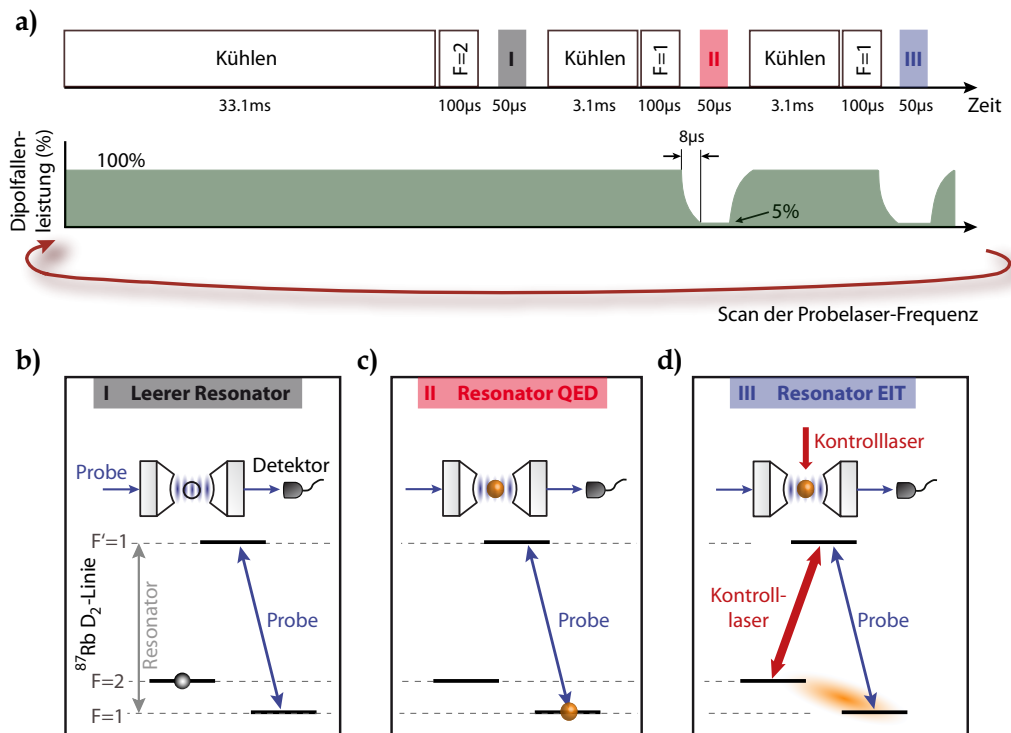 a)
Kühlen
F=2
I
Kühlen
F=1
II
Kühlen
F=1
III
33.1ms
100µs
50µs
3.1ms
100µs
50µs
3.1ms
100µs
50µs
Zeit
Dipolfallen-
leistung (%)
100%
8µs
5%
Scan der Probelaser-Frequenz
b)
I Leerer Resonator
Probe
Detektor
F'=1
⁸⁷Rb D₂-Linie
Resonator
Probe
F=2
F=1
c)
II Resonator QED
Probe
d)
III Resonator EIT
Kontrolllaser
Kontroll-
laser
Probe